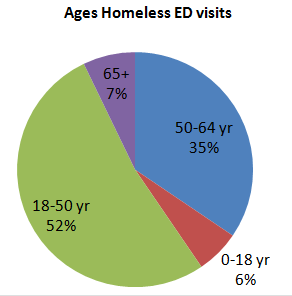 Ages Homeless ED visits
65+
7%
50-64 yr
35%
18-50 yr
52%
0-18 yr
6%